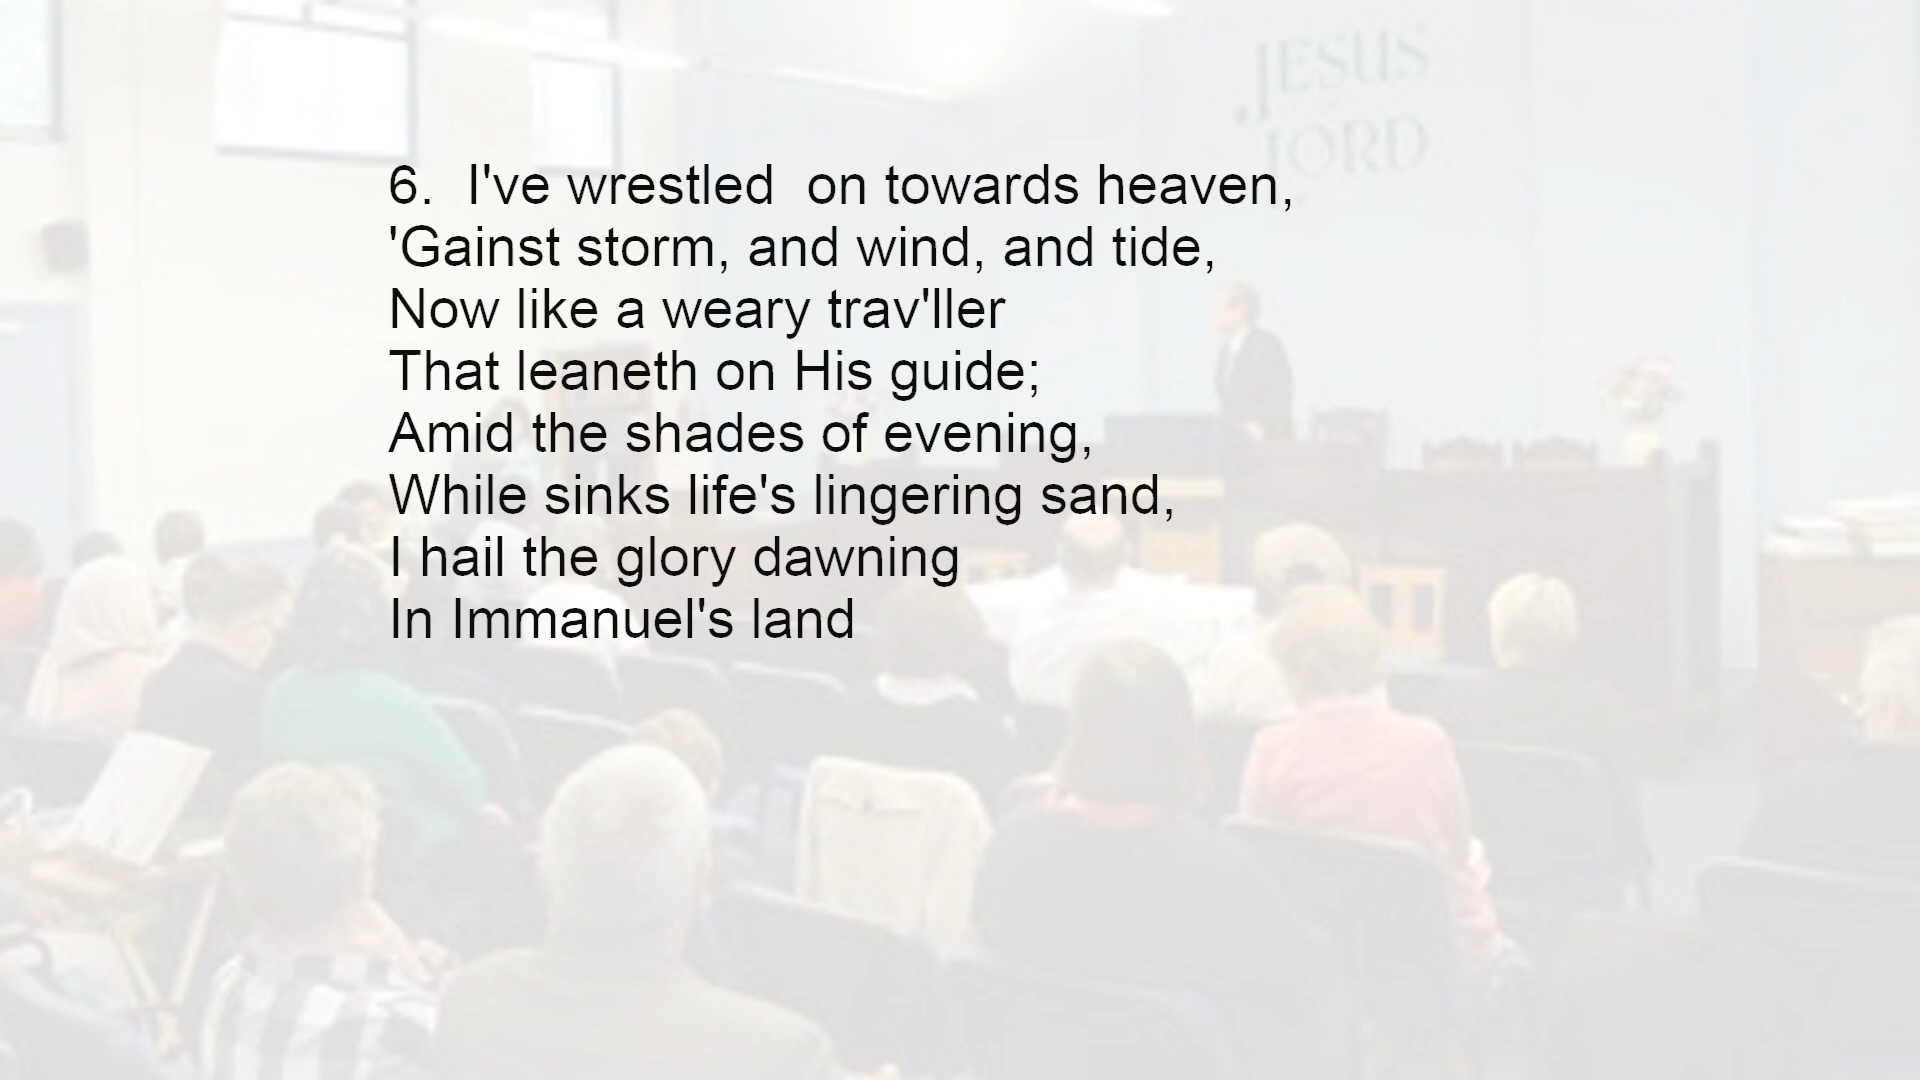 JESUS
LORD
6.  I've wrestled  on towards heaven,
'Gainst storm, and wind, and tide,
Now like a weary trav'ller
That leaneth on His guide;
Amid the shades of evening,
While sinks life's lingering sand,
I hail the glory dawning
In Immanuel's land